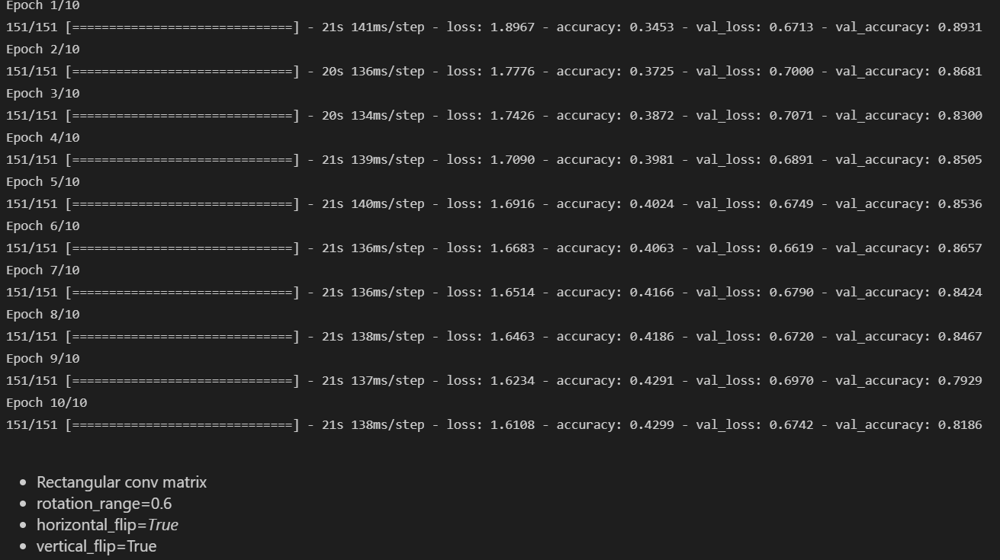 Epoch 1/10
151/151 [==============================] - 21s 141ms/step - loss: 1.8967 - accuracy: 0.3453 - val_loss: 0.6713 - val_accuracy: 0.8931
Epoch 2/10
151/151 [==============================] - 20s 136ms/step - loss: 1.7776 - accuracy: 0.3725 - val_loss: 0.7000 - val_accuracy: 0.8681
Epoch 3/10
151/151 [==============================] - 20s 134ms/step - loss: 1.7426 - accuracy: 0.3872 - val_loss: 0.7071 - val_accuracy: 0.8300
Epoch 4/10
151/151 [==============================] - 21s 139ms/step - loss: 1.7090 - accuracy: 0.3981 - val_loss: 0.6891 - val_accuracy: 0.8505
Epoch 5/10
151/151 [==============================] - 21s 140ms/step - loss: 1.6916 - accuracy: 0.4024 - val_loss: 0.6749 - val_accuracy: 0.8536
Epoch 6/10
151/151 [==============================] - 21s 136ms/step - loss: 1.6683 - accuracy: 0.4063 - val_loss: 0.6619 - val_accuracy: 0.8657
Epoch 7/10
151/151 [==============================] - 21s 136ms/step - loss: 1.6514 - accuracy: 0.4166 - val_loss: 0.6790 - val_accuracy: 0.8424
Epoch 8/10
151/151 [==============================] - 21s 138ms/step - loss: 1.6463 - accuracy: 0.4186 - val_loss: 0.6720 - val_accuracy: 0.8467
Epoch 9/10
151/151 [==============================] - 21s 137ms/step - loss: 1.6234 - accuracy: 0.4291 - val_loss: 0.6970 - val_accuracy: 0.7929
Epoch 10/10
151/151 [==============================] - 21s 138ms/step - loss: 1.6108 - accuracy: 0.4299 - val_loss: 0.6742 - val_accuracy: 0.8186
• Rectangular conv matrix
• rotation_range=0.6
• horizontal_flip=True
• vertical_flip=True